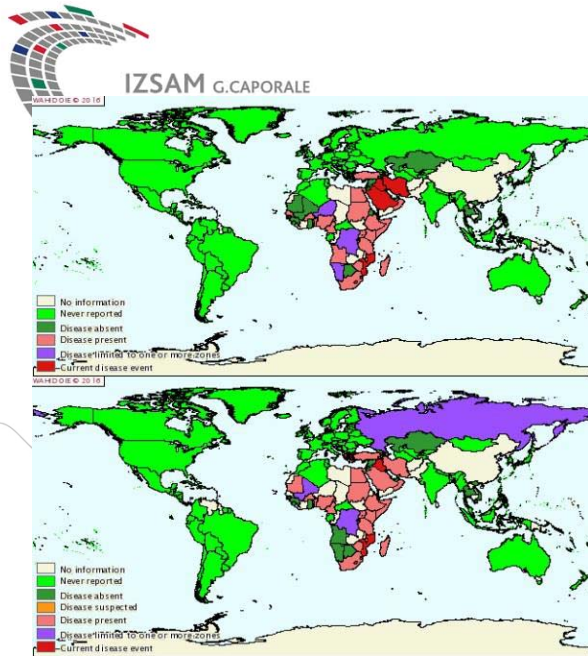 IZSAM G.CAPORALE
WAHID OIE © 2016
No information
Never reported
Disease absent
Disease present
Disease limited to one or more zones
Current disease event
WAHID OIE © 2016
No information
Never reported
Disease absent
Disease suspected
Disease present
Disease limited to one or more zones
Current disease event